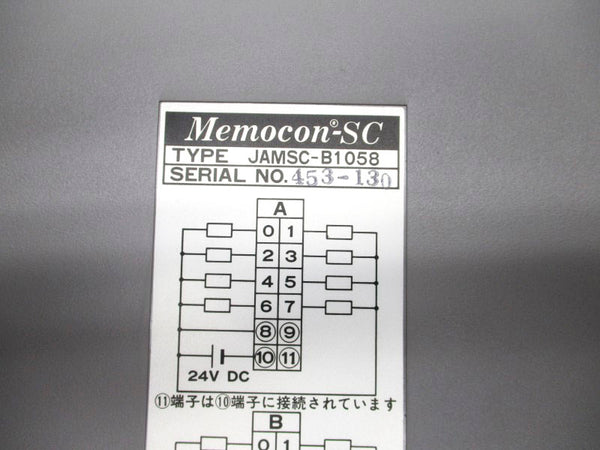 Memocon®-SC
TYPE JAMSC-B1058
SERIAL NO. 453-130
A
0 1
2 3
4 5
6 7
⑧ ⑨
⑩ ⑪
24V DC
⑪端子は⑩端子に接続されています
B
0 1